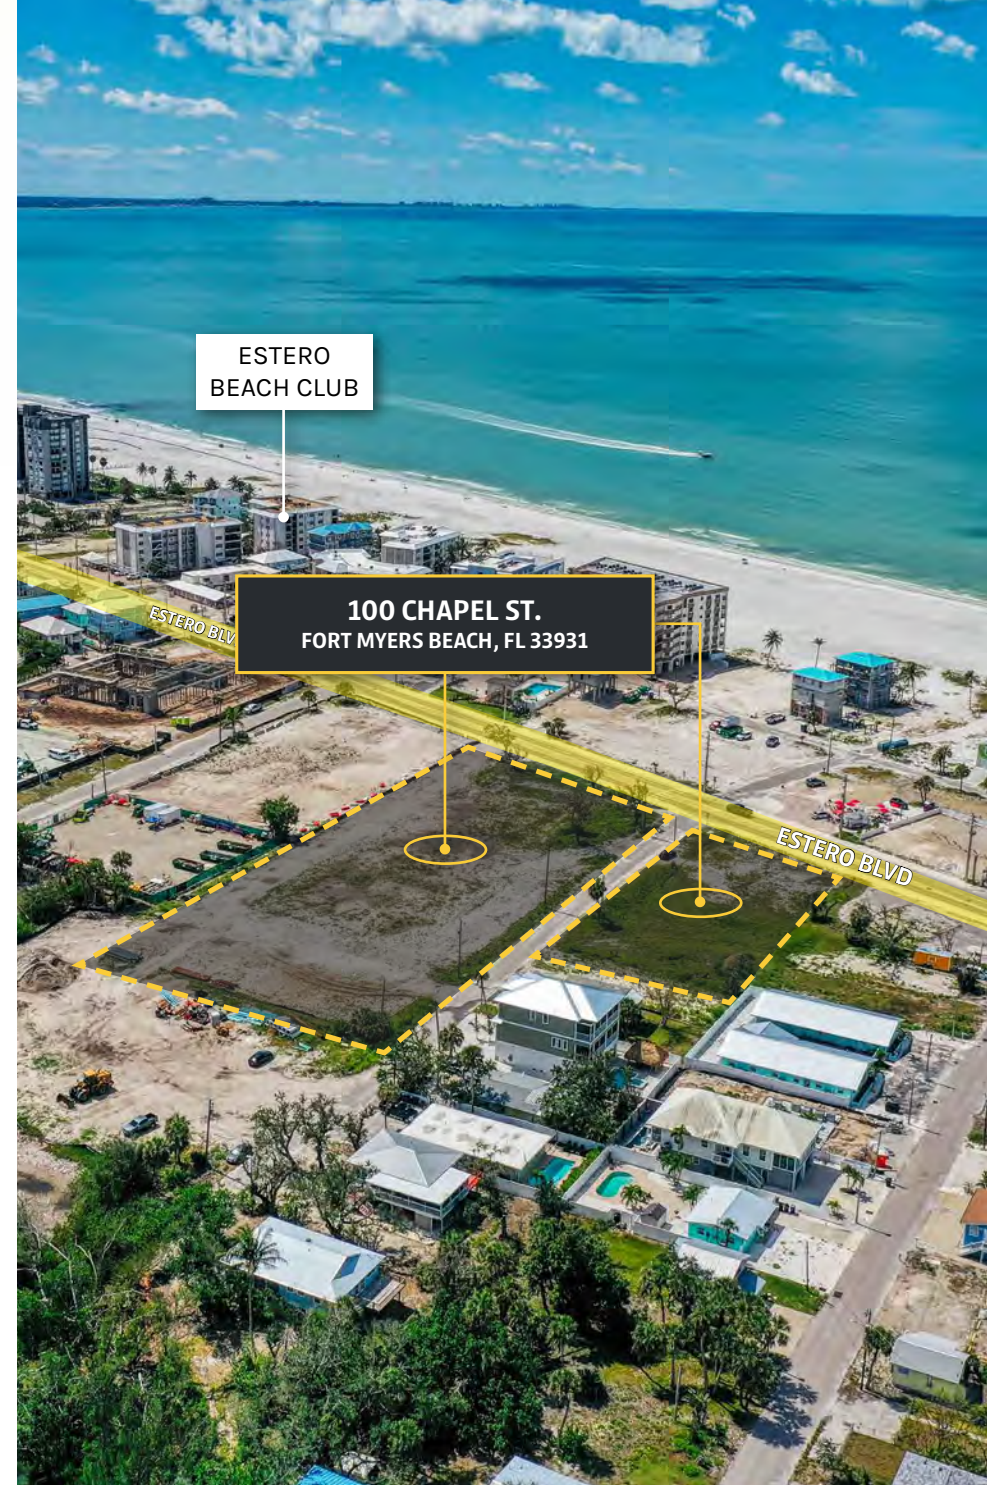 ESTERO
BEACH CLUB
100 CHAPEL ST.
FORT MYERS BEACH, FL 33931
ESTERO BLV
ESTERO BLVD